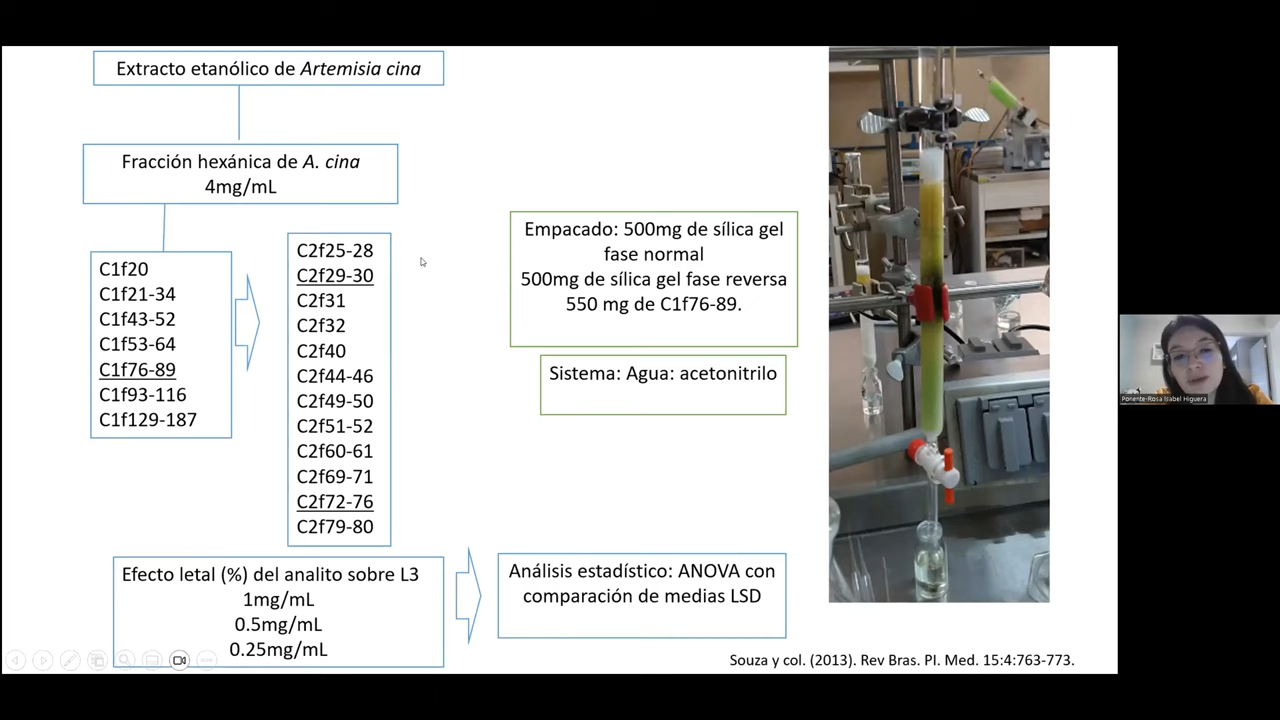 Extracto etanólico de Artemisia cina
Fracción hexánica de A. cina
4mg/mL
C1f20
C1f21-34
C1f43-52
C1f53-64
C1f76-89
C1f93-116
C1f129-187
C2f25-28
C2f29-30
C2f31
C2f32
C2f40
C2f44-46
C2f49-50
C2f51-52
C2f60-61
C2f69-71
C2f72-76
C2f79-80
Empacado: 500mg de sílica gel
fase normal
500mg de sílica gel fase reversa
550 mg de C1f76-89.
Sistema: Agua: acetonitrilo
Efecto letal (%) del analito sobre L3
1mg/mL
0.5mg/mL
0.25mg/mL
Análisis estadístico: ANOVA con
comparación de medias LSD
Souza y col. (2013). Rev Bras. Pl. Med. 15:4:763-773.
Ponente-Rosa Isabel Higuera